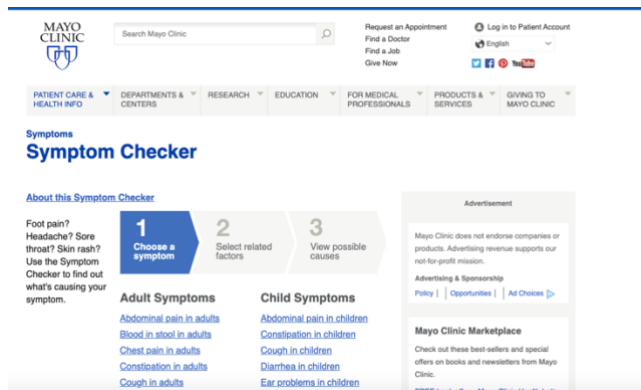 MAYO
CLINIC
Search Mayo Clinic
Request an Appointment
Find a Doctor
Find a Job
Give Now
Log in to Patient Account
English
YouTube
PATIENT CARE &
HEALTH INFO
DEPARTMENTS &
CENTERS
RESEARCH
EDUCATION
FOR MEDICAL
PROFESSIONALS
PRODUCTS &
SERVICES
GIVING TO
MAYO CLINIC
Symptoms
Symptom Checker
About this Symptom Checker
Foot pain?
Headache? Sore
throat? Skin rash?
Use the Symptom
Checker to find out
what's causing your
symptom.
1
Choose a
symptom
2
Select related
factors
3
View possible
causes
Adult Symptoms
Abdominal pain in adults
Blood in stool in adults
Chest pain in adults
Constipation in adults
Cough in adults
Child Symptoms
Abdominal pain in children
Constipation in children
Cough in children
Diarrhea in children
Ear problems in children
Advertisement
Mayo Clinic does not endorse companies or
products. Advertising revenue supports our
not-for-profit mission.
Advertising & Sponsorship
Policy | Opportunities | Ad Choices
Mayo Clinic Marketplace
Check out these best-sellers and special
offers on books and newsletters from Mayo
Clinic.